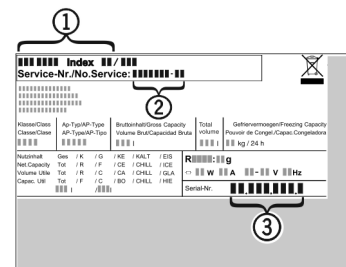 1
Index /
Service-Nr./No.Service: -
2
Klasse/Class Ap-Typ/AP-Type Bruttoinhalt/Gross Capacity Total Gefriervermoegen/Freezing Capacity
Classe/Clase AP-Type/AP-Tipo Volume Brut/Capacidad Bruta volume Pouvoir de Congel./Capac.Congeladora
l l kg / 24 h
Nutzinhalt Ges / K / G / KE / KALT / EIS
Net.Capacity Tot / R / F / CE / CHILL / ICE
Volume Utile Tot / R / C / CA / CHILL / GLA
Capac. Util Tot / F / C / BO / CHILL / HIE
l / l
R : g
W A - V Hz
Serial-Nr. . . .
3